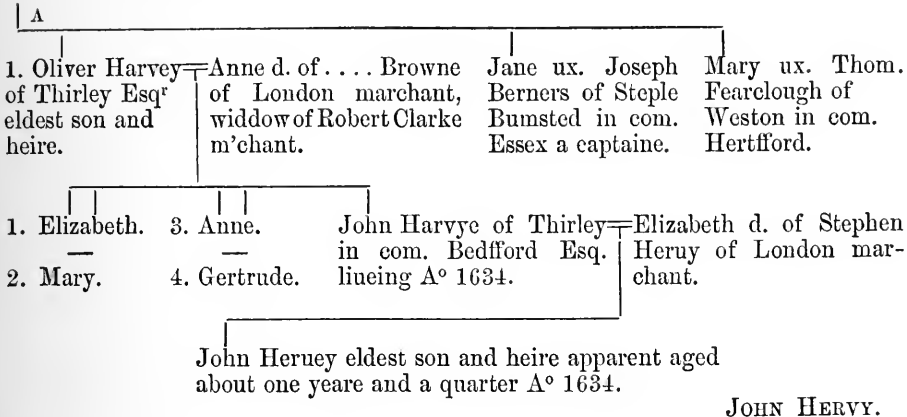 A
1. Oliver Harvey
of Thirley Esqʳ
eldest son and
heire.
Anne d. of . . . . Browne
of London marchant,
widdow of Robert Clarke
m'chant.
Jane ux. Joseph
Berners of Steple
Bumsted in com.
Essex a captaine.
Mary ux. Thom.
Fearclough of
Weston in com.
Hertfford.
1. Elizabeth.
2. Mary.
3. Anne.
4. Gertrude.
John Harvye of Thirley
in com. Bedfford Esq.
liueing Aº 1634.
Elizabeth d. of Stephen
Heruy of London mar-
chant.
John Heruey eldest son and heire apparent aged
about one yeare and a quarter Aº 1634.
JOHN HERVY.